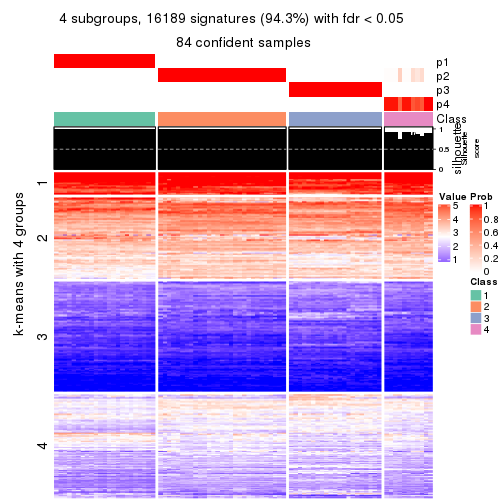 4 subgroups, 16189 signatures (94.3%) with fdr < 0.05
84 confident samples
p1
p2
p3
p4
Class
1
0.5
0
silhouette
Silhouette
score
k-means with 4 groups
1
2
3
4
Value
5
4
3
2
1
Prob
1
0.8
0.6
0.4
0.2
0
Class
1
2
3
4